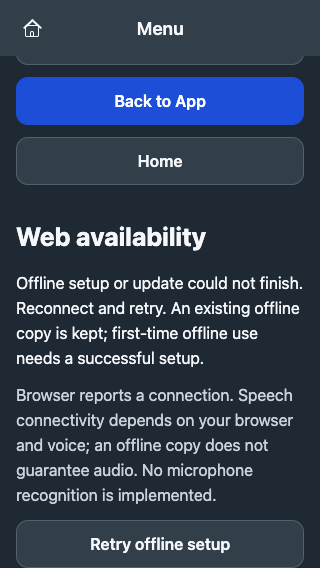 Menu
Back to App
Home
Web availability
Offline setup or update could not finish.
Reconnect and retry. An existing offline
copy is kept; first-time offline use
needs a successful setup.
Browser reports a connection. Speech
connectivity depends on your browser
and voice; an offline copy does not
guarantee audio. No microphone
recognition is implemented.
Retry offline setup